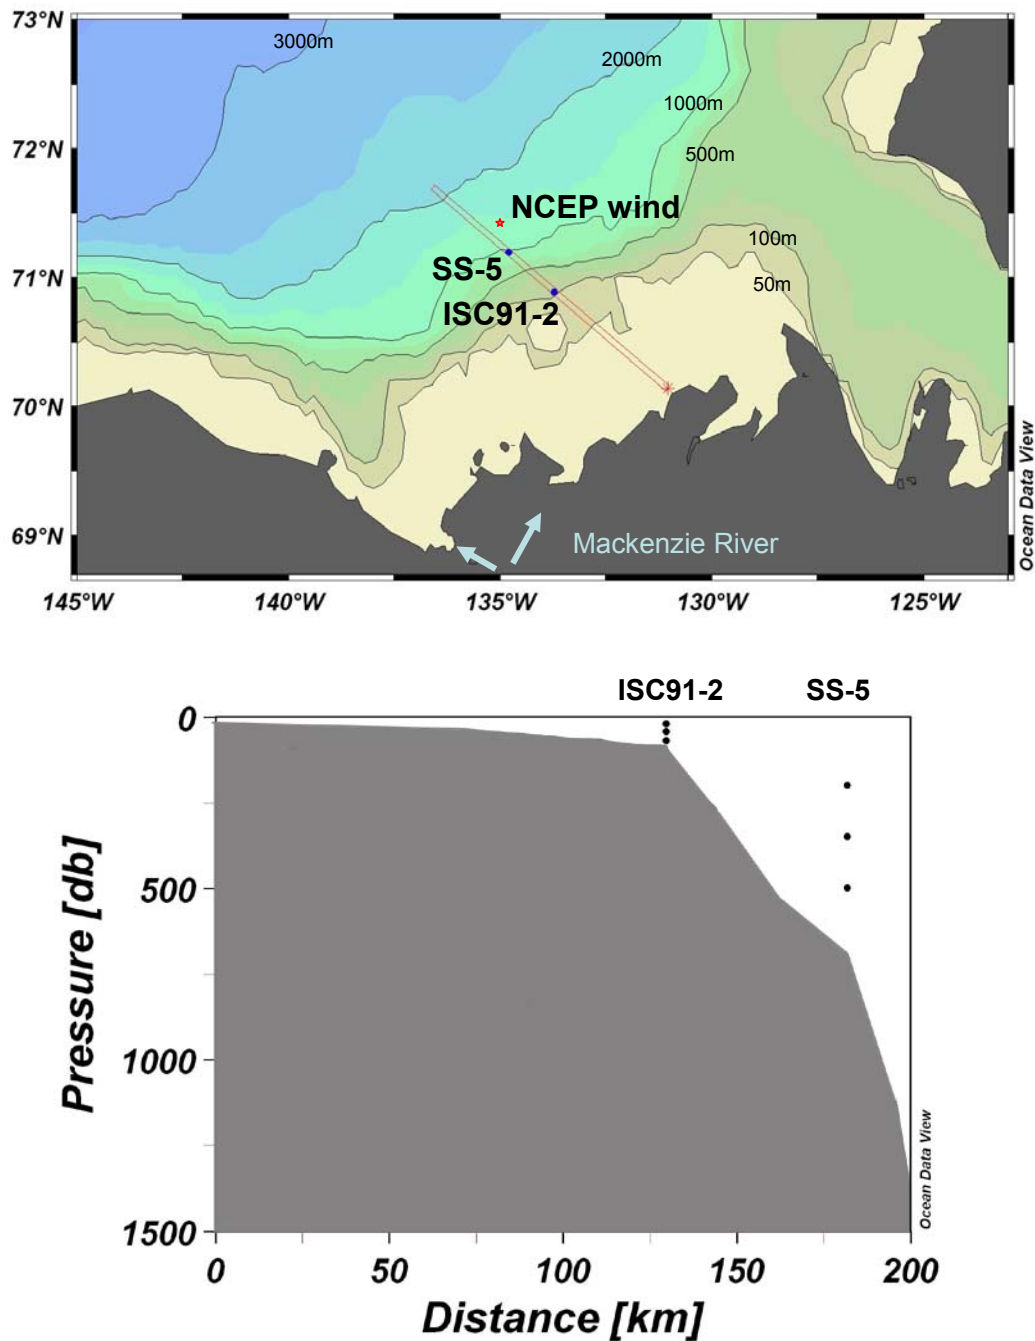 73°N
3000m
2000m
1000m
72°N
500m
NCEP wind
100m
71°N
SS-5
50m
ISC91-2
70°N
69°N
Mackenzie River
Ocean Data View
145°W 140°W 135°W 130°W 125°W
ISC91-2 SS-5
0
500
1000
1500
Pressure [db]
Ocean Data View
0 50 100 150 200
Distance [km]